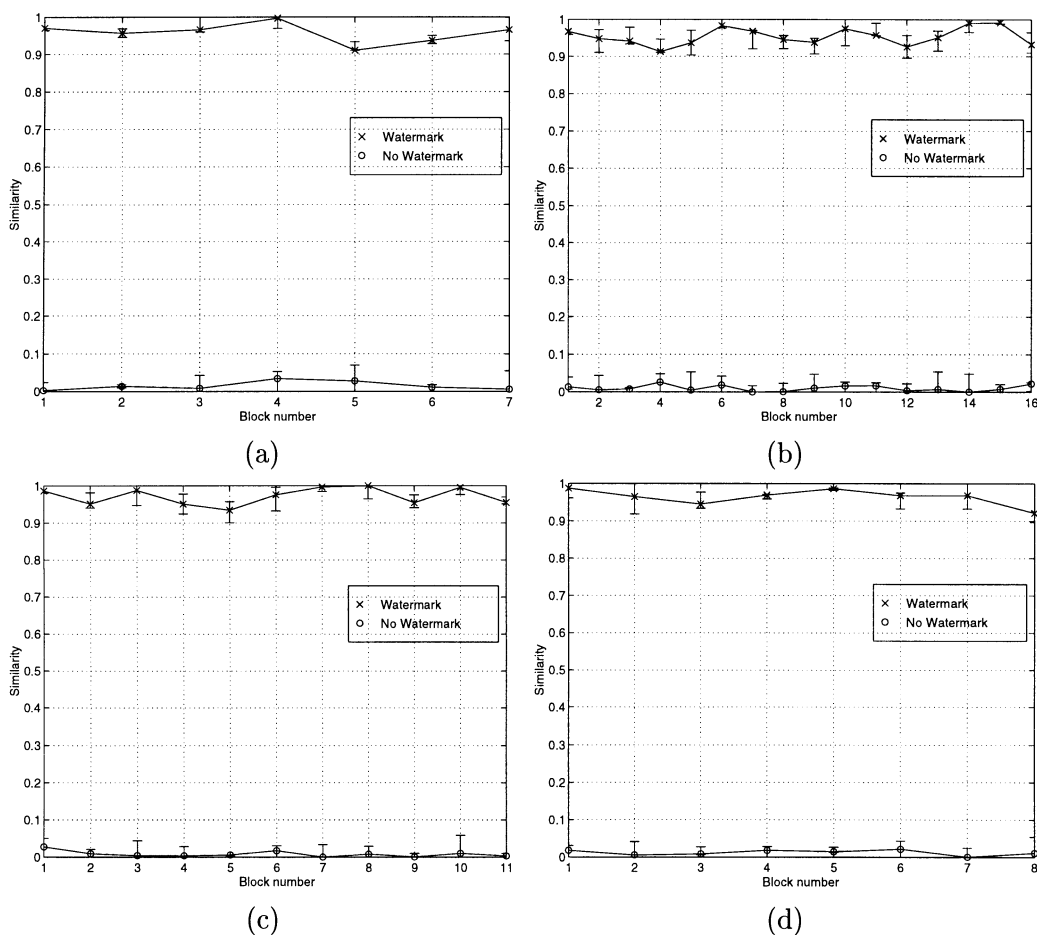 1
0.9
0.8
0.7
0.6
0.5
0.4
0.3
0.2
0.1
0
Similarity
× Watermark
o No Watermark
1 2 3 4 5 6 7
Block number
(a)
1
0.9
0.8
0.7
0.6
0.5
0.4
0.3
0.2
0.1
0
Similarity
× Watermark
o No Watermark
2 4 6 8 10 12 14 16
Block number
(b)
1
0.9
0.8
0.7
0.6
0.5
0.4
0.3
0.2
0.1
0
Similarity
× Watermark
o No Watermark
1 2 3 4 5 6 7 8 9 10 11
Block number
(c)
1
0.9
0.8
0.7
0.6
0.5
0.4
0.3
0.2
0.1
0
Similarity
× Watermark
o No Watermark
1 2 3 4 5 6 7 8
Block number
(d)